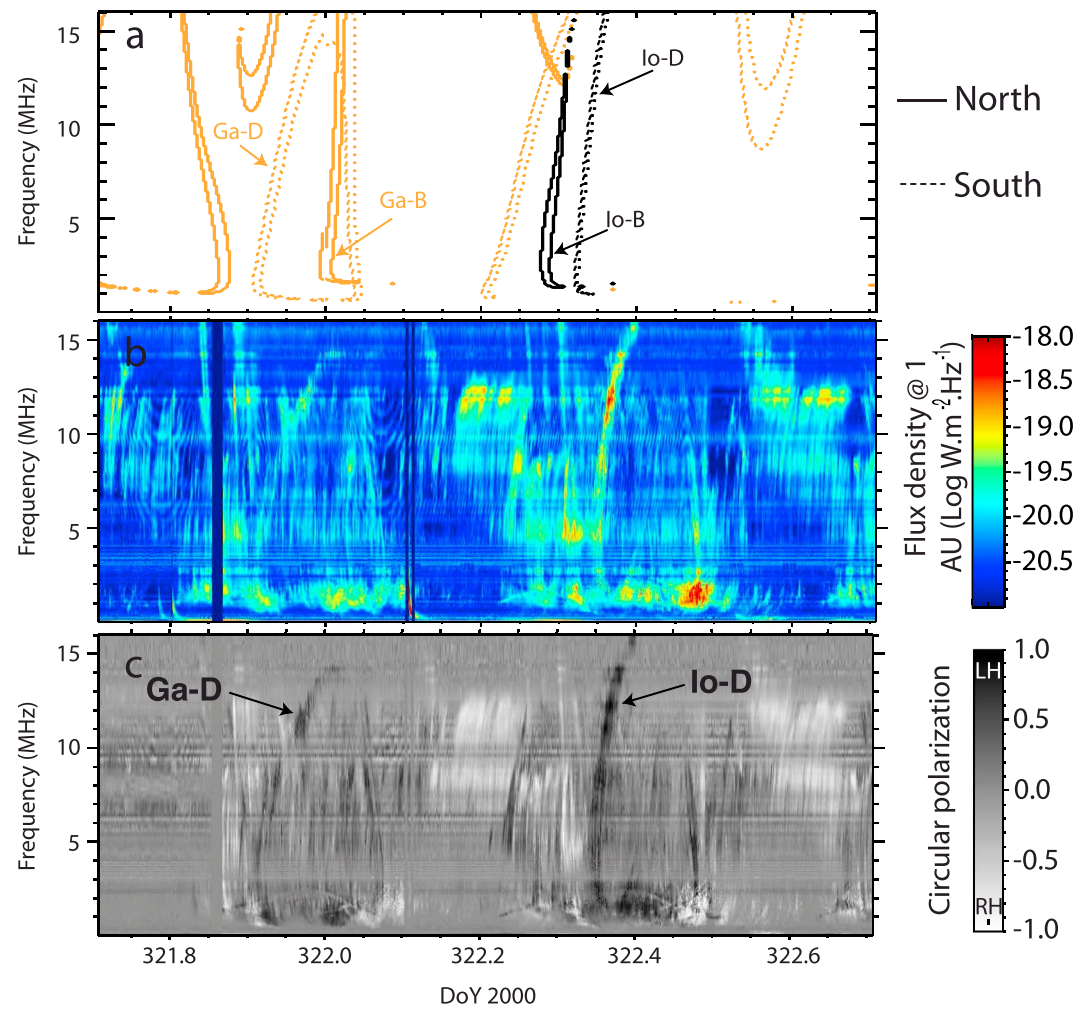 a
15
10
5
Frequency (MHz)
Ga-D
Ga-B
Io-D
Io-B
North
South
b
15
10
5
Frequency (MHz)
Flux density @ 1
AU (Log W.m-2.Hz-1)
-18.0
-18.5
-19.0
-19.5
-20.0
-20.5
c
15
10
5
Frequency (MHz)
Ga-D
Io-D
Circular polarization
LH
RH
1.0
0.5
0.0
-0.5
-1.0
321.8
322.0
322.2
322.4
322.6
DoY 2000